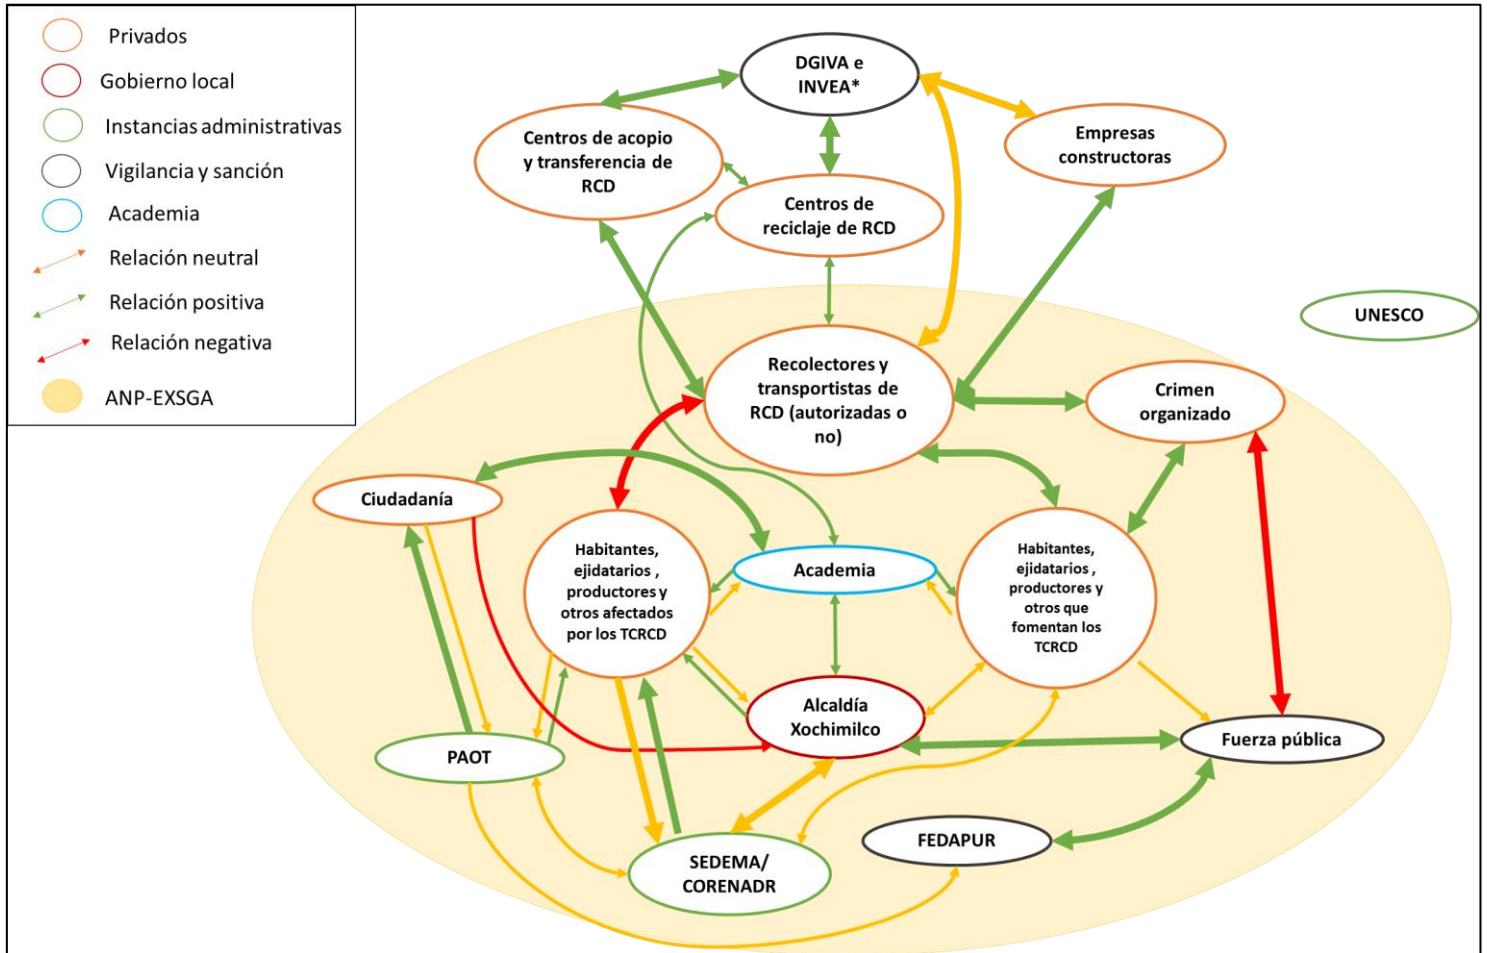 Privados
Gobierno local
Instancias administrativas
Vigilancia y sanción
Academia
Relación neutral
Relación positiva
Relación negativa
ANP-EXSGA
DGIVA e
INVEA*
Centros de acopio
y transferencia de
RCD
Empresas
constructoras
Centros de
reciclaje de RCD
UNESCO
Recolectores y
transportistas de
RCD (autorizadas o
no)
Crimen
organizado
Ciudadanía
Habitantes,
ejidatarios ,
productores y
otros afectados
por los TCRCD
Academia
Habitantes,
ejidatarios ,
productores y
otros que
fomentan los
TCRCD
Alcaldía
Xochimilco
Fuerza pública
PAOT
FEDAPUR
SEDEMA/
CORENADR